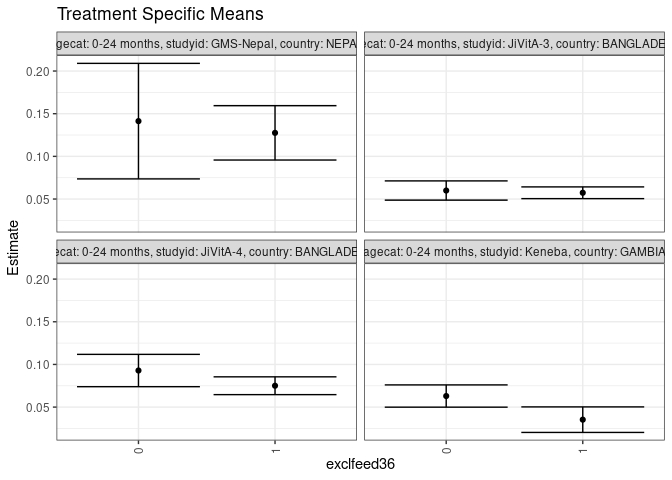 Treatment Specific Means
gecat: 0-24 months, studyid: GMS-Nepal, country: NEPA
ecat: 0-24 months, studyid: JiVitA-3, country: BANGLADE
0.20
0.15
0.10
0.05
ecat: 0-24 months, studyid: JiVitA-4, country: BANGLADE
agecat: 0-24 months, studyid: Keneba, country: GAMBIA
0.20
0.15
0.10
0.05
Estimate
0
1
0
1
exclfeed36